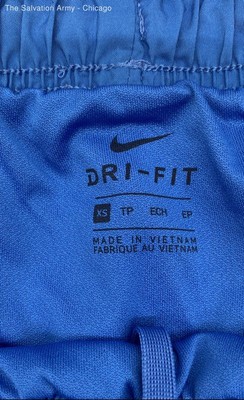 The Salvation Army - Chicago
DRI-FIT
XS TP ECH EP
MADE IN VIETNAM
FABRIQUE AU VIETNAM